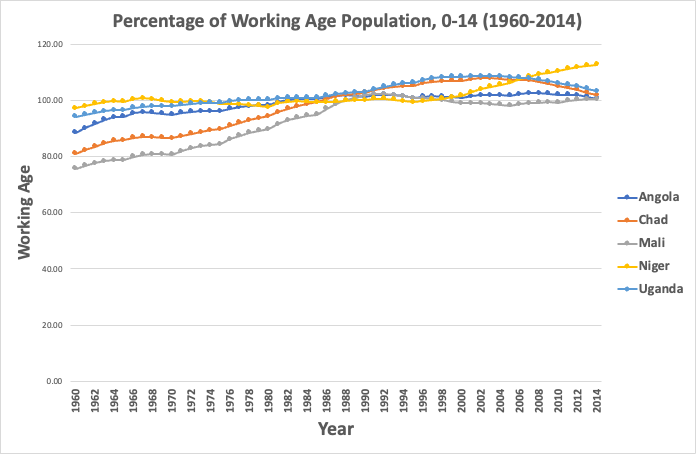 Percentage of Working Age Population, 0-14 (1960-2014)
120.00
100.00
80.00
60.00
40.00
20.00
0.00
Working Age
Angola
Chad
Mali
Niger
Uganda
1960 1962 1964 1966 1968 1970 1972 1974 1976 1978 1980 1982 1984 1986 1988 1990 1992 1994 1996 1998 2000 2002 2004 2006 2008 2010 2012 2014
Year